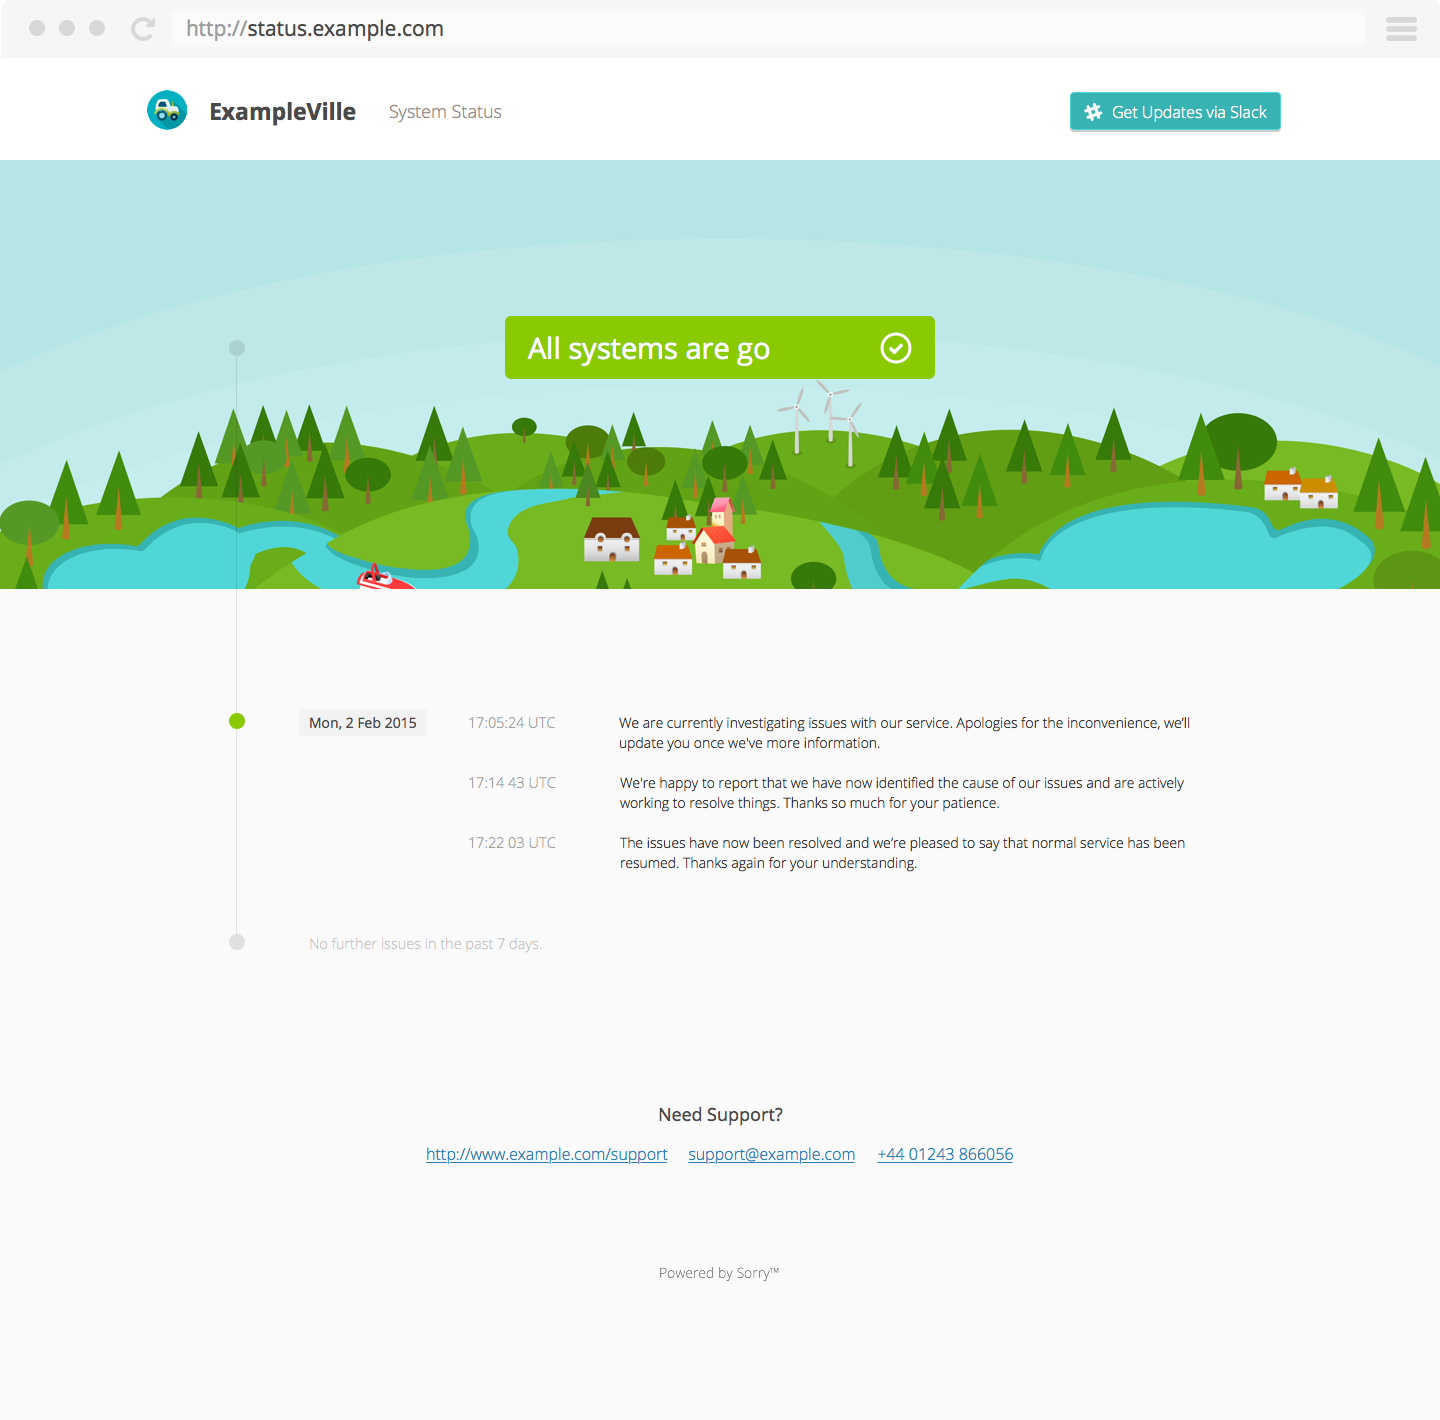 http://status.example.com
ExampleVille System Status Get Updates via Slack
All systems are go
Mon, 2 Feb 2015 17:05:24 UTC We are currently investigating issues with our service. Apologies for the inconvenience, we’ll
update you once we've more information.
17:14 43 UTC We're happy to report that we have now identified the cause of our issues and are actively
working to resolve things. Thanks so much for your patience.
17:22 03 UTC The issues have now been resolved and we’re pleased to say that normal service has been
resumed. Thanks again for your understanding.
No further issues in the past 7 days.
Need Support?
http://www.example.com/support support@example.com +44 01243 866056
Powered by Sorry™